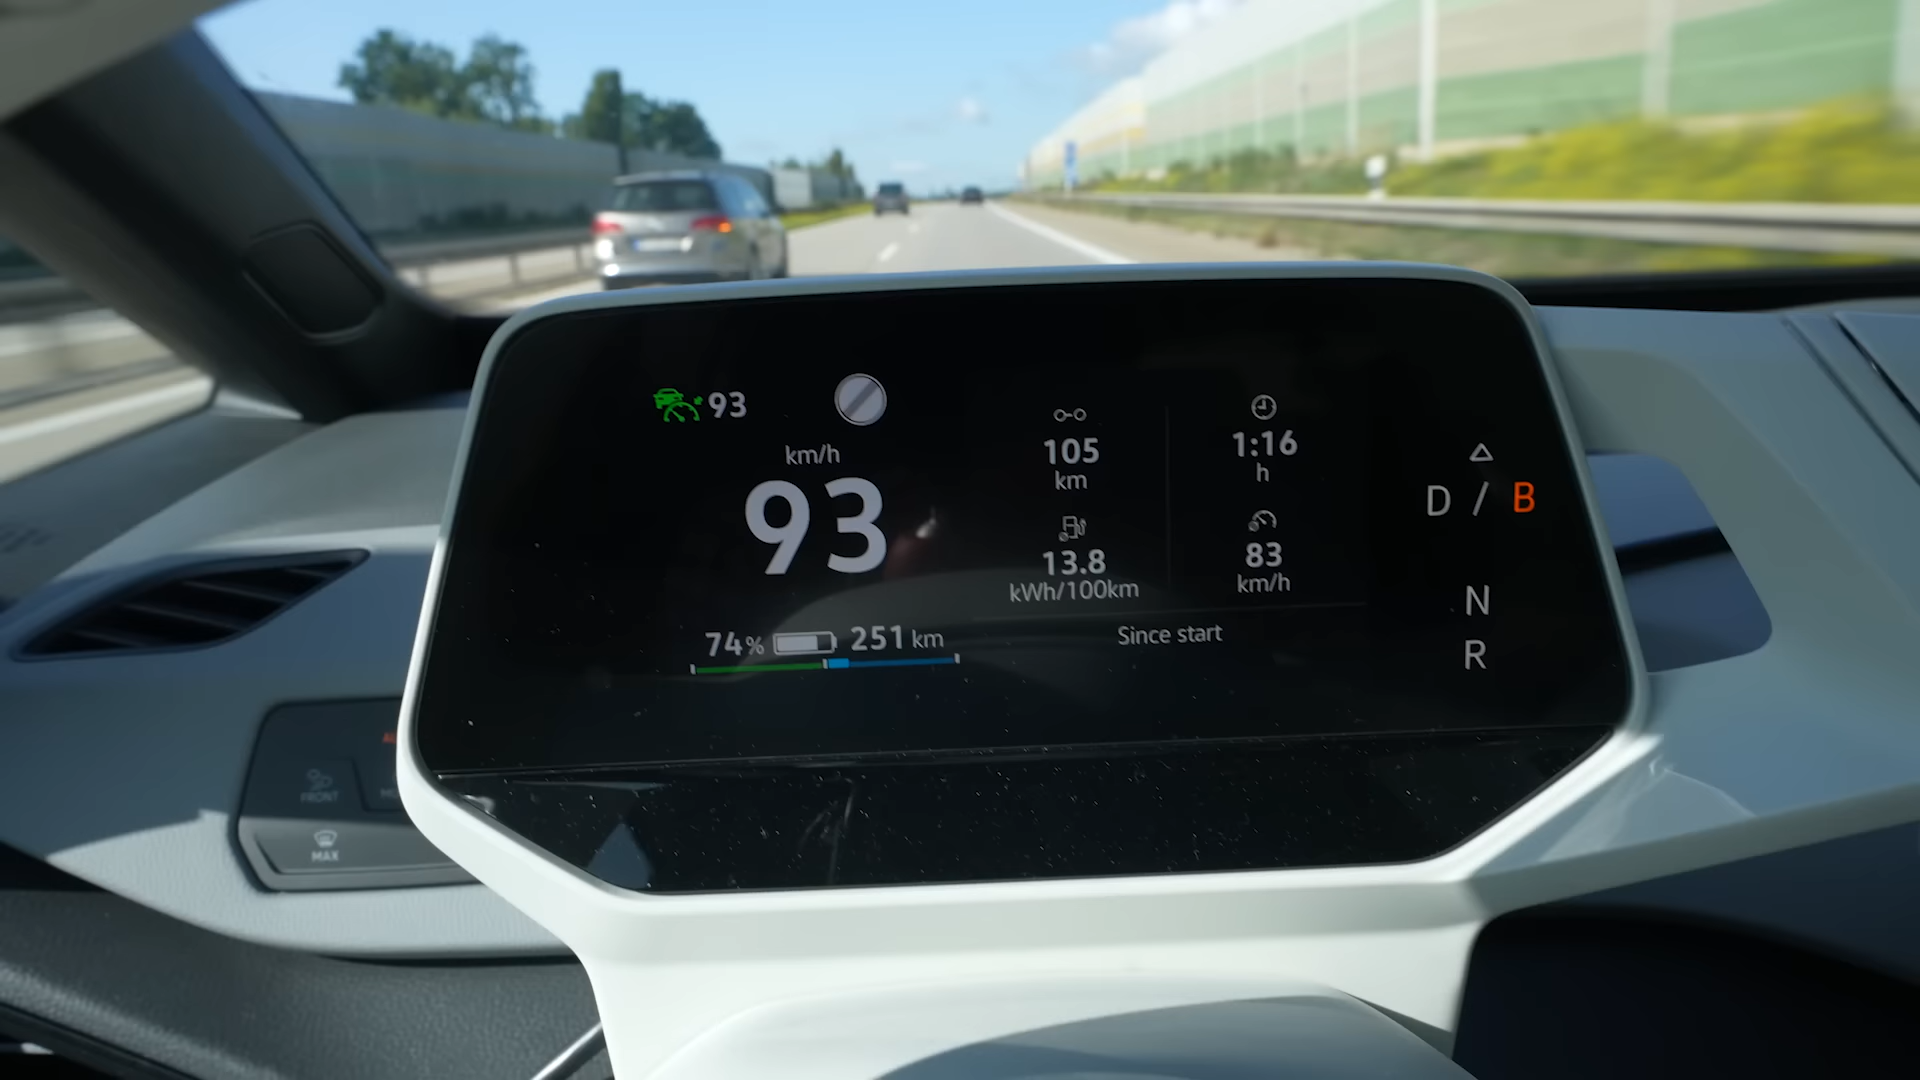 93
km/h
93
74% 251 km
105
km
1:16
h
13.8
kWh/100km
83
km/h
Since start
D / B
N
R
FRONT
MAX